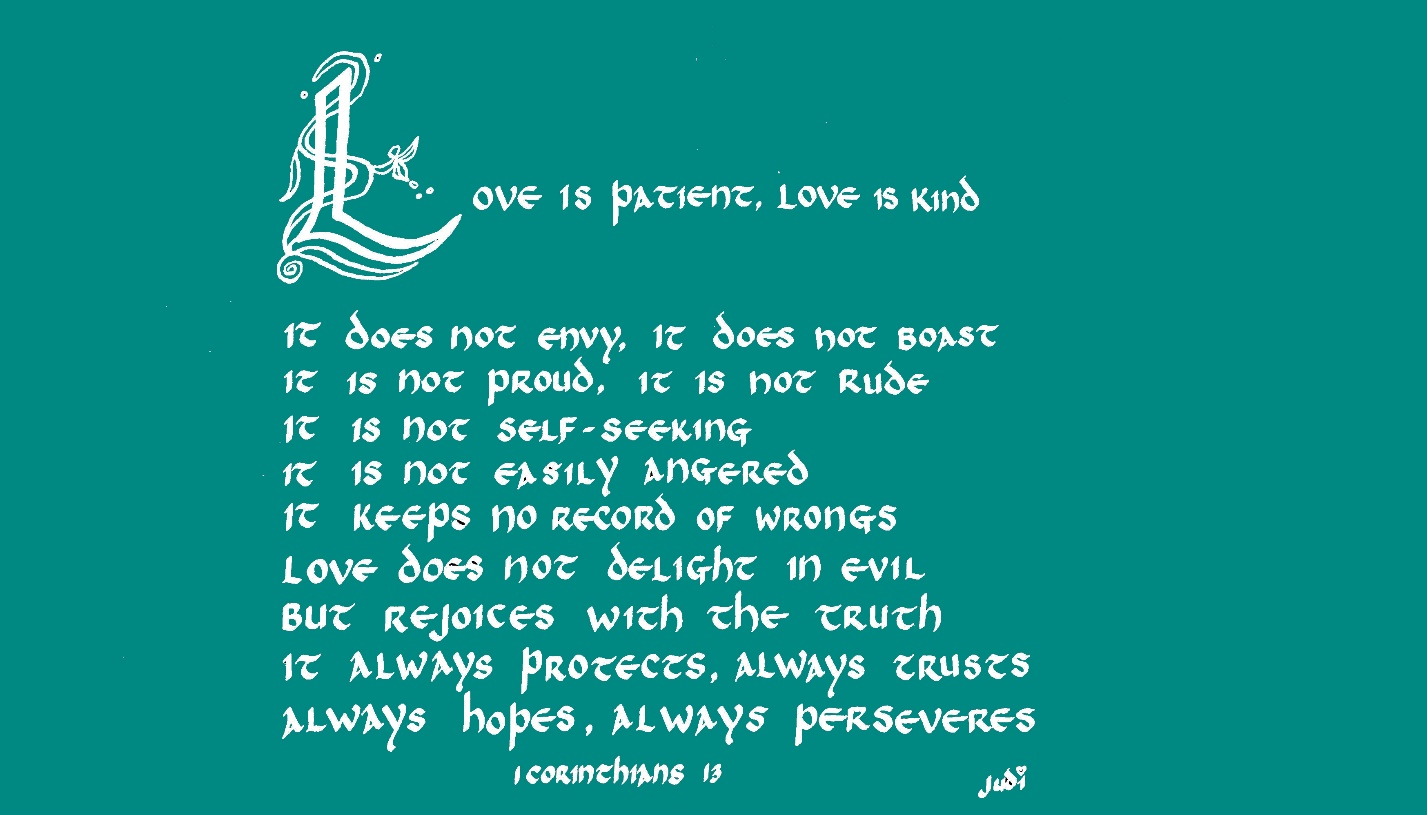 Love is patient, Love is kind
It does not envy, it does not boast
It is not proud, it is not rude
It is not self-seeking
It is not easily angered
It keeps no record of wrongs
Love does not delight in evil
But rejoices with the truth
It always protects, always trusts
Always hopes, always perseveres
1 Corinthians 13
Judi